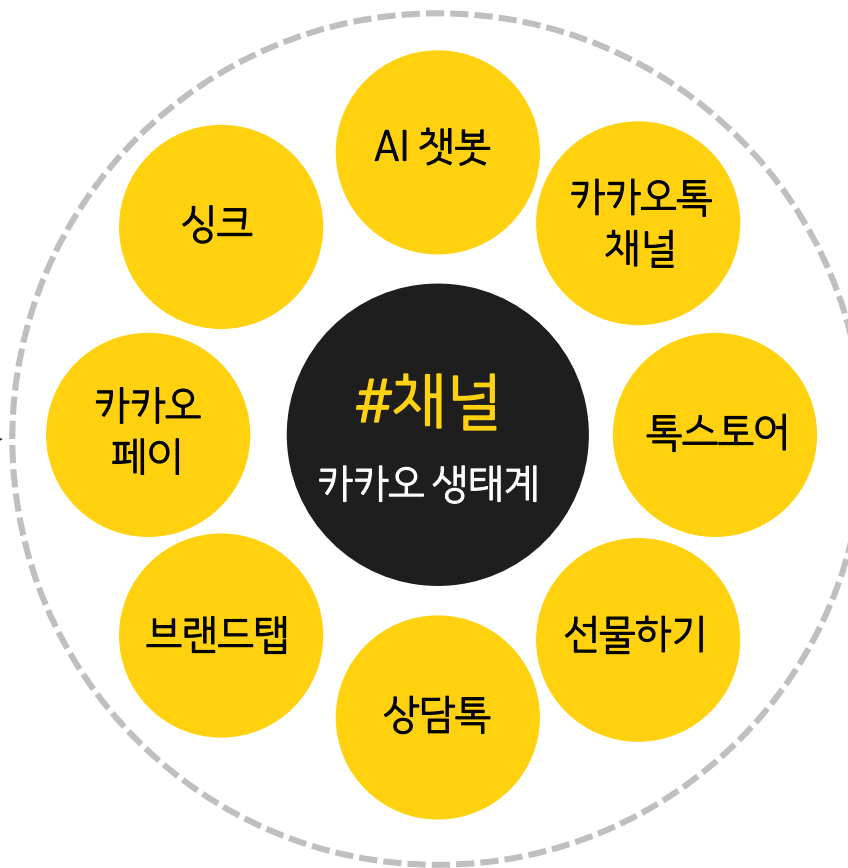 AI 챗봇
카카오톡
채널
싱크
#채널
카카오 생태계
카카오
페이
톡스토어
브랜드탭
선물하기
상담톡